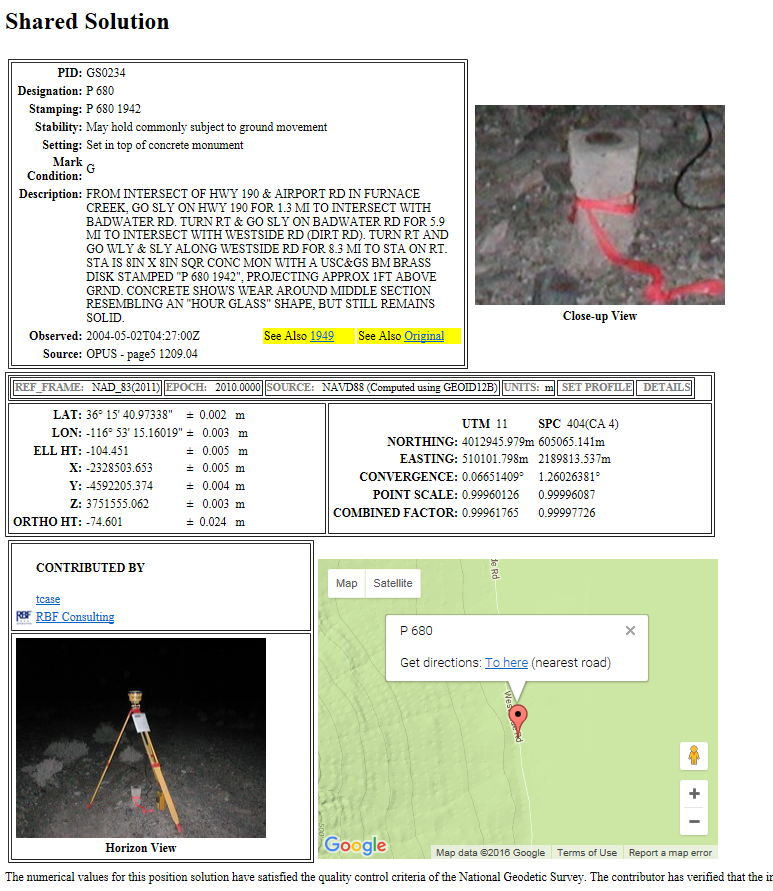 Shared Solution
PID: GS0234
Designation: P 680
Stamping: P 680 1942
Stability: May hold commonly subject to ground movement
Setting: Set in top of concrete monument
Mark
Condition: G
Description: FROM INTERSECT OF HWY 190 & AIRPORT RD IN FURNACE
CREEK, GO SLY ON HWY 190 FOR 1.3 MI TO INTERSECT WITH
BADWATER RD. TURN RT & GO SLY ON BADWATER RD FOR 5.9
MI TO INTERSECT WITH WESTSIDE RD (DIRT RD). TURN RT AND
GO WLY & SLY ALONG WESTSIDE RD FOR 8.3 MI TO STA ON RT.
STA IS 8IN X 8IN SQR CONC MON WITH A USC&GS BM BRASS
DISK STAMPED "P 680 1942", PROJECTING APPROX 1FT ABOVE
GRND. CONCRETE SHOWS WEAR AROUND MIDDLE SECTION
RESEMBLING AN "HOUR GLASS" SHAPE, BUT STILL REMAINS
SOLID.
Observed: 2004-05-02T04:27:00Z See Also 1949 See Also Original
Source: OPUS - page5 1209.04
Close-up View
REF_FRAME: NAD_83(2011) EPOCH: 2010.0000 SOURCE: NAVD88 (Computed using GEOID12B) UNITS: m SET PROFILE DETAILS
LAT: 36° 15' 40.97338" ± 0.002 m
LON: -116° 53' 15.16019" ± 0.003 m
ELL HT: -104.451 ± 0.005 m
X: -2328503.653 ± 0.005 m
Y: -4592205.374 ± 0.004 m
Z: 3751555.062 ± 0.003 m
ORTHO HT: -74.601 ± 0.024 m
UTM 11 SPC 404(CA 4)
NORTHING: 4012945.979m 605065.141m
EASTING: 510101.798m 2189813.537m
CONVERGENCE: 0.06651409° 1.26026381°
POINT SCALE: 0.99960126 0.99996087
COMBINED FACTOR: 0.99961765 0.99997726
CONTRIBUTED BY
tcase
RBF RBF Consulting
Horizon View
de Rd
Map Satellite
P 680 ×
Get directions: To here (nearest road)
+
−
Google
Map data ©2016 Google Terms of Use Report a map error
The numerical values for this position solution have satisfied the quality control criteria of the National Geodetic Survey. The contributor has verified that the